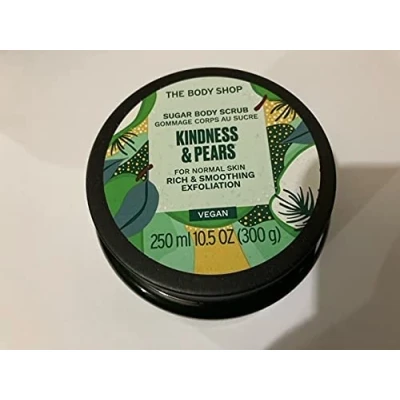 THE BODY SHOP
SUGAR BODY SCRUB
GOMMAGE CORPS AU SUCRE
KINDNESS
& PEARS
FOR NORMAL SKIN
RICH & SMOOTHING
EXFOLIATION
VEGAN
250 ml 10.5 OZ (300 g)